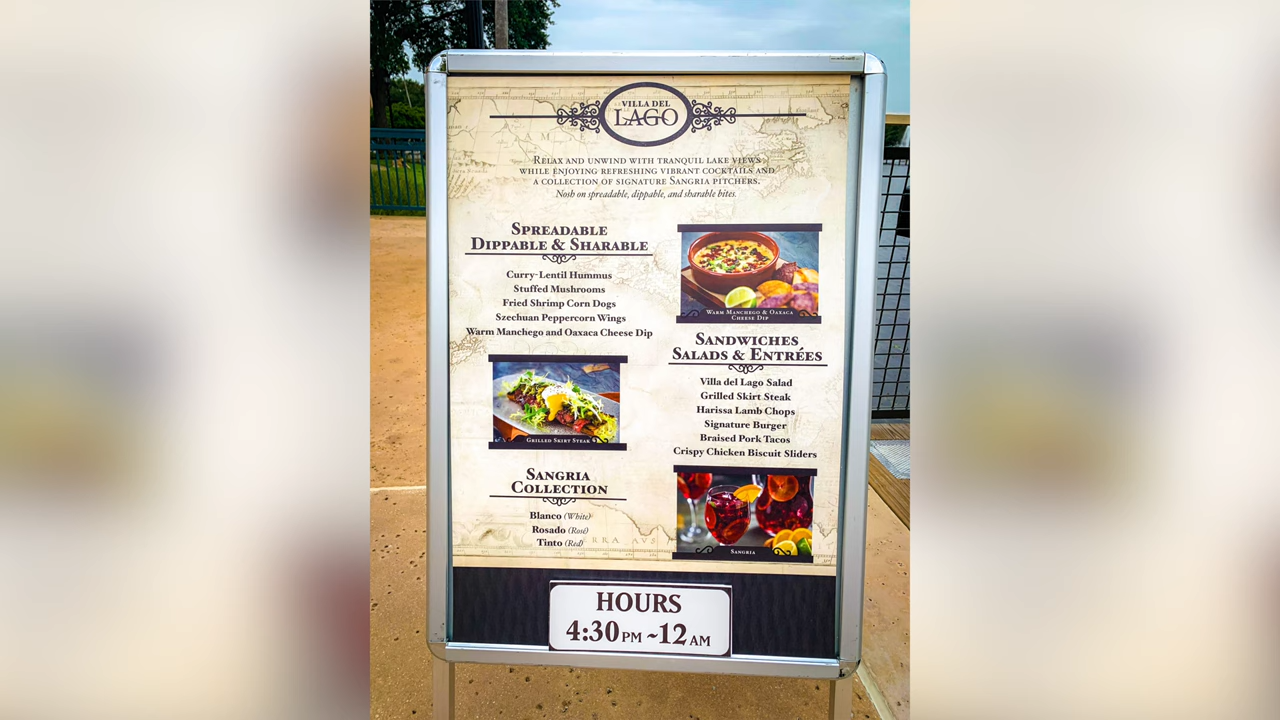 VILLA DEL
LAGO
RELAX AND UNWIND WITH TRANQUIL LAKE VIEWS
WHILE ENJOYING REFRESHING VIBRANT COCKTAILS AND
A COLLECTION OF SIGNATURE SANGRIA PITCHERS.
Nosh on spreadable, dippable, and sharable bites.
SPREADABLE
DIPPABLE & SHARABLE
Curry-Lentil Hummus
Stuffed Mushrooms
Fried Shrimp Corn Dogs
Szechuan Peppercorn Wings
Warm Manchego and Oaxaca Cheese Dip
WARM MANCHEGO & OAXACA
CHEESE DIP
SANDWICHES
SALADS & ENTRÉES
Villa del Lago Salad
Grilled Skirt Steak
Harissa Lamb Chops
Signature Burger
Braised Pork Tacos
Crispy Chicken Biscuit Sliders
GRILLED SKIRT STEAK
SANGRIA
COLLECTION
Blanco (White)
Rosado (Rosé)
Tinto (Red)
SANGRIA
HOURS
4:30 PM ~12 AM